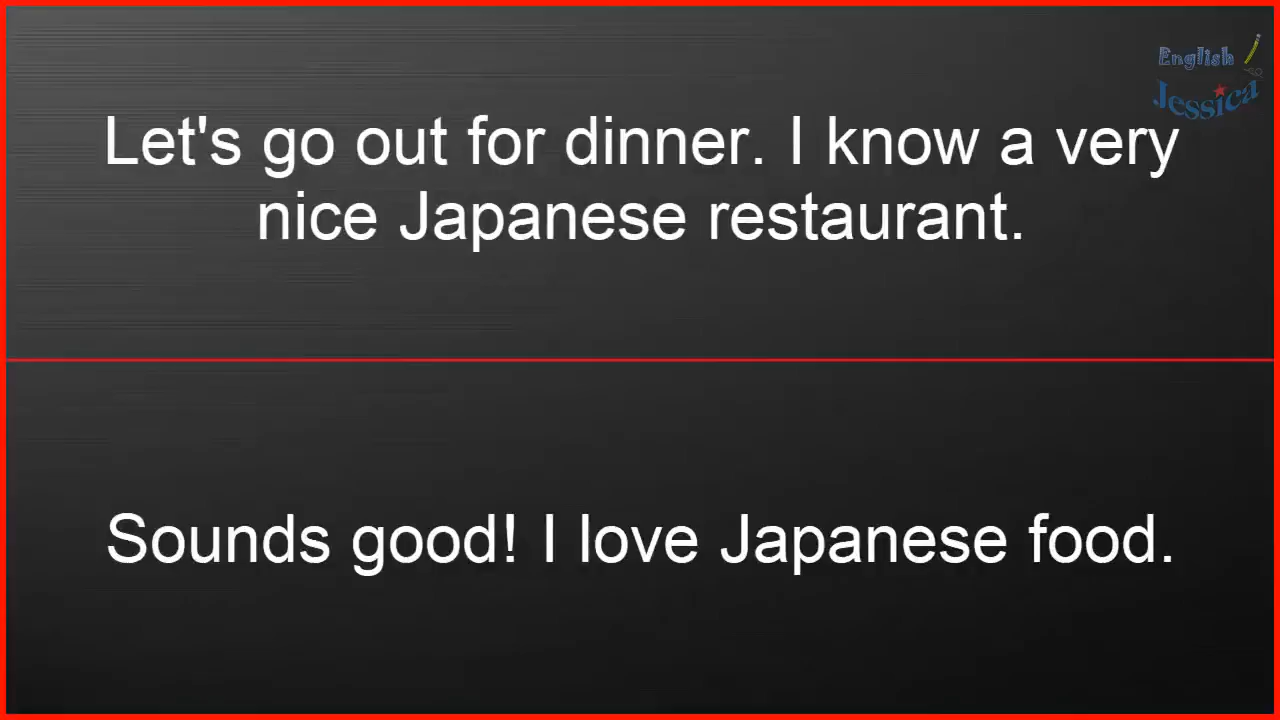 English
Jessica
Let's go out for dinner. I know a very
nice Japanese restaurant.
Sounds good! I love Japanese food.